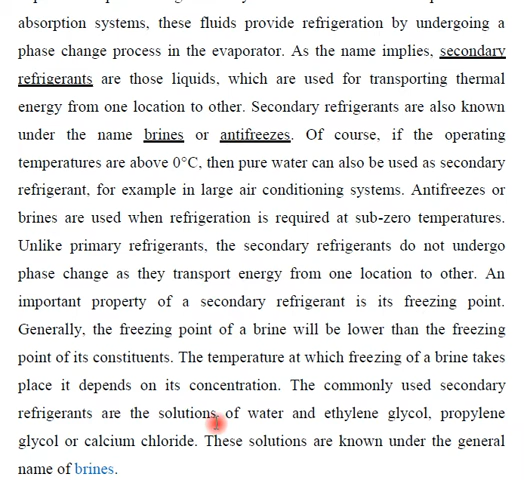 absorption systems, these fluids provide refrigeration by undergoing a
phase change process in the evaporator. As the name implies, secondary
refrigerants are those liquids, which are used for transporting thermal
energy from one location to other. Secondary refrigerants are also known
under the name brines or antifreezes. Of course, if the operating
temperatures are above 0°C, then pure water can also be used as secondary
refrigerant, for example in large air conditioning systems. Antifreezes or
brines are used when refrigeration is required at sub-zero temperatures.
Unlike primary refrigerants, the secondary refrigerants do not undergo
phase change as they transport energy from one location to other. An
important property of a secondary refrigerant is its freezing point.
Generally, the freezing point of a brine will be lower than the freezing
point of its constituents. The temperature at which freezing of a brine takes
place it depends on its concentration. The commonly used secondary
refrigerants are the solutions of water and ethylene glycol, propylene
glycol or calcium chloride. These solutions are known under the general
name of brines.